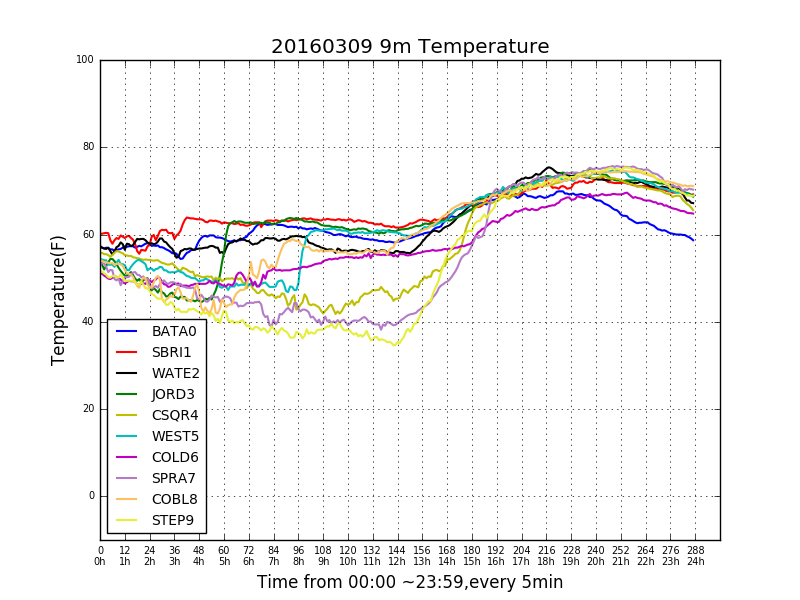 20160309 9m Temperature
100
80
60
40
20
0
Temperature(F)
BATA0
SBRI1
WATE2
JORD3
CSQR4
WEST5
COLD6
SPRA7
COBL8
STEP9
0 12 24 36 48 60 72 84 96 108 120 132 144 156 168 180 192 204 216 228 240 252 264 276 288
0h 1h 2h 3h 4h 5h 6h 7h 8h 9h 10h 11h 12h 13h 14h 15h 16h 17h 18h 19h 20h 21h 22h 23h 24h
Time from 00:00 ~23:59,every 5min